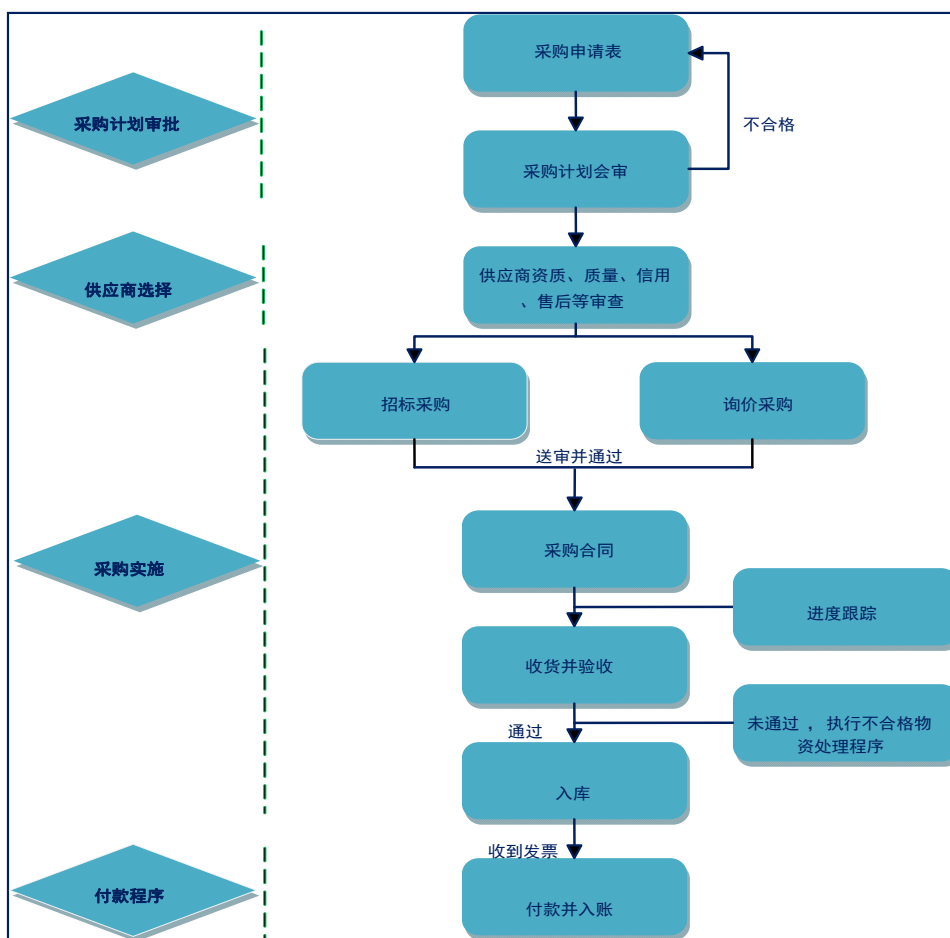 采购申请表
不合格
采购计划审批
采购计划会审
供应商选择
供应商资质、质量、信用
、售后等审查
招标采购
询价采购
送审并通过
采购实施
采购合同
进度跟踪
收货并验收
通过
未通过 ，执行不合格物
资处理程序
入库
收到发票
付款程序
付款并入账